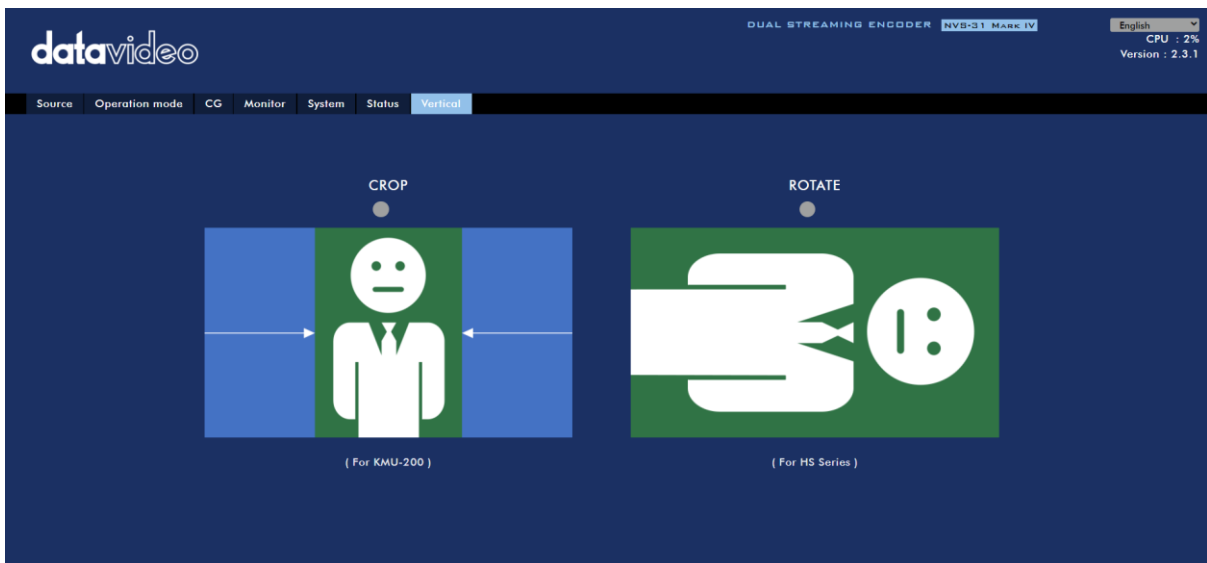 datavideo
DUAL STREAMING ENCODER NVS-31 MARK IV
English
CPU : 2%
Version : 2.3.1
Source Operation mode CG Monitor System Status Vertical
CROP ROTATE
( For KMU-200 ) ( For HS Series )